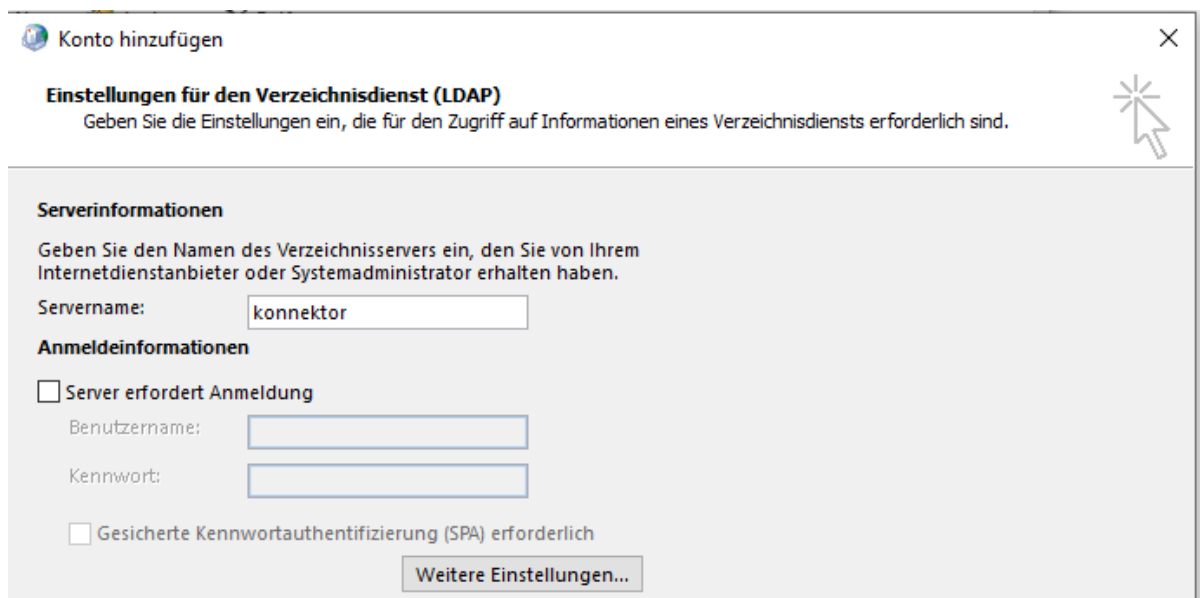 Konto hinzufügen
Einstellungen für den Verzeichnisdienst (LDAP)
Geben Sie die Einstellungen ein, die für den Zugriff auf Informationen eines Verzeichnisdiensts erforderlich sind.
Serverinformationen
Geben Sie den Namen des Verzeichnisservers ein, den Sie von Ihrem
Internetdienstanbieter oder Systemadministrator erhalten haben.
Servername: konnektor
Anmeldeinformationen
Server erfordert Anmeldung
Benutzername:
Kennwort:
Gesicherte Kennwortauthentifizierung (SPA) erforderlich
Weitere Einstellungen...